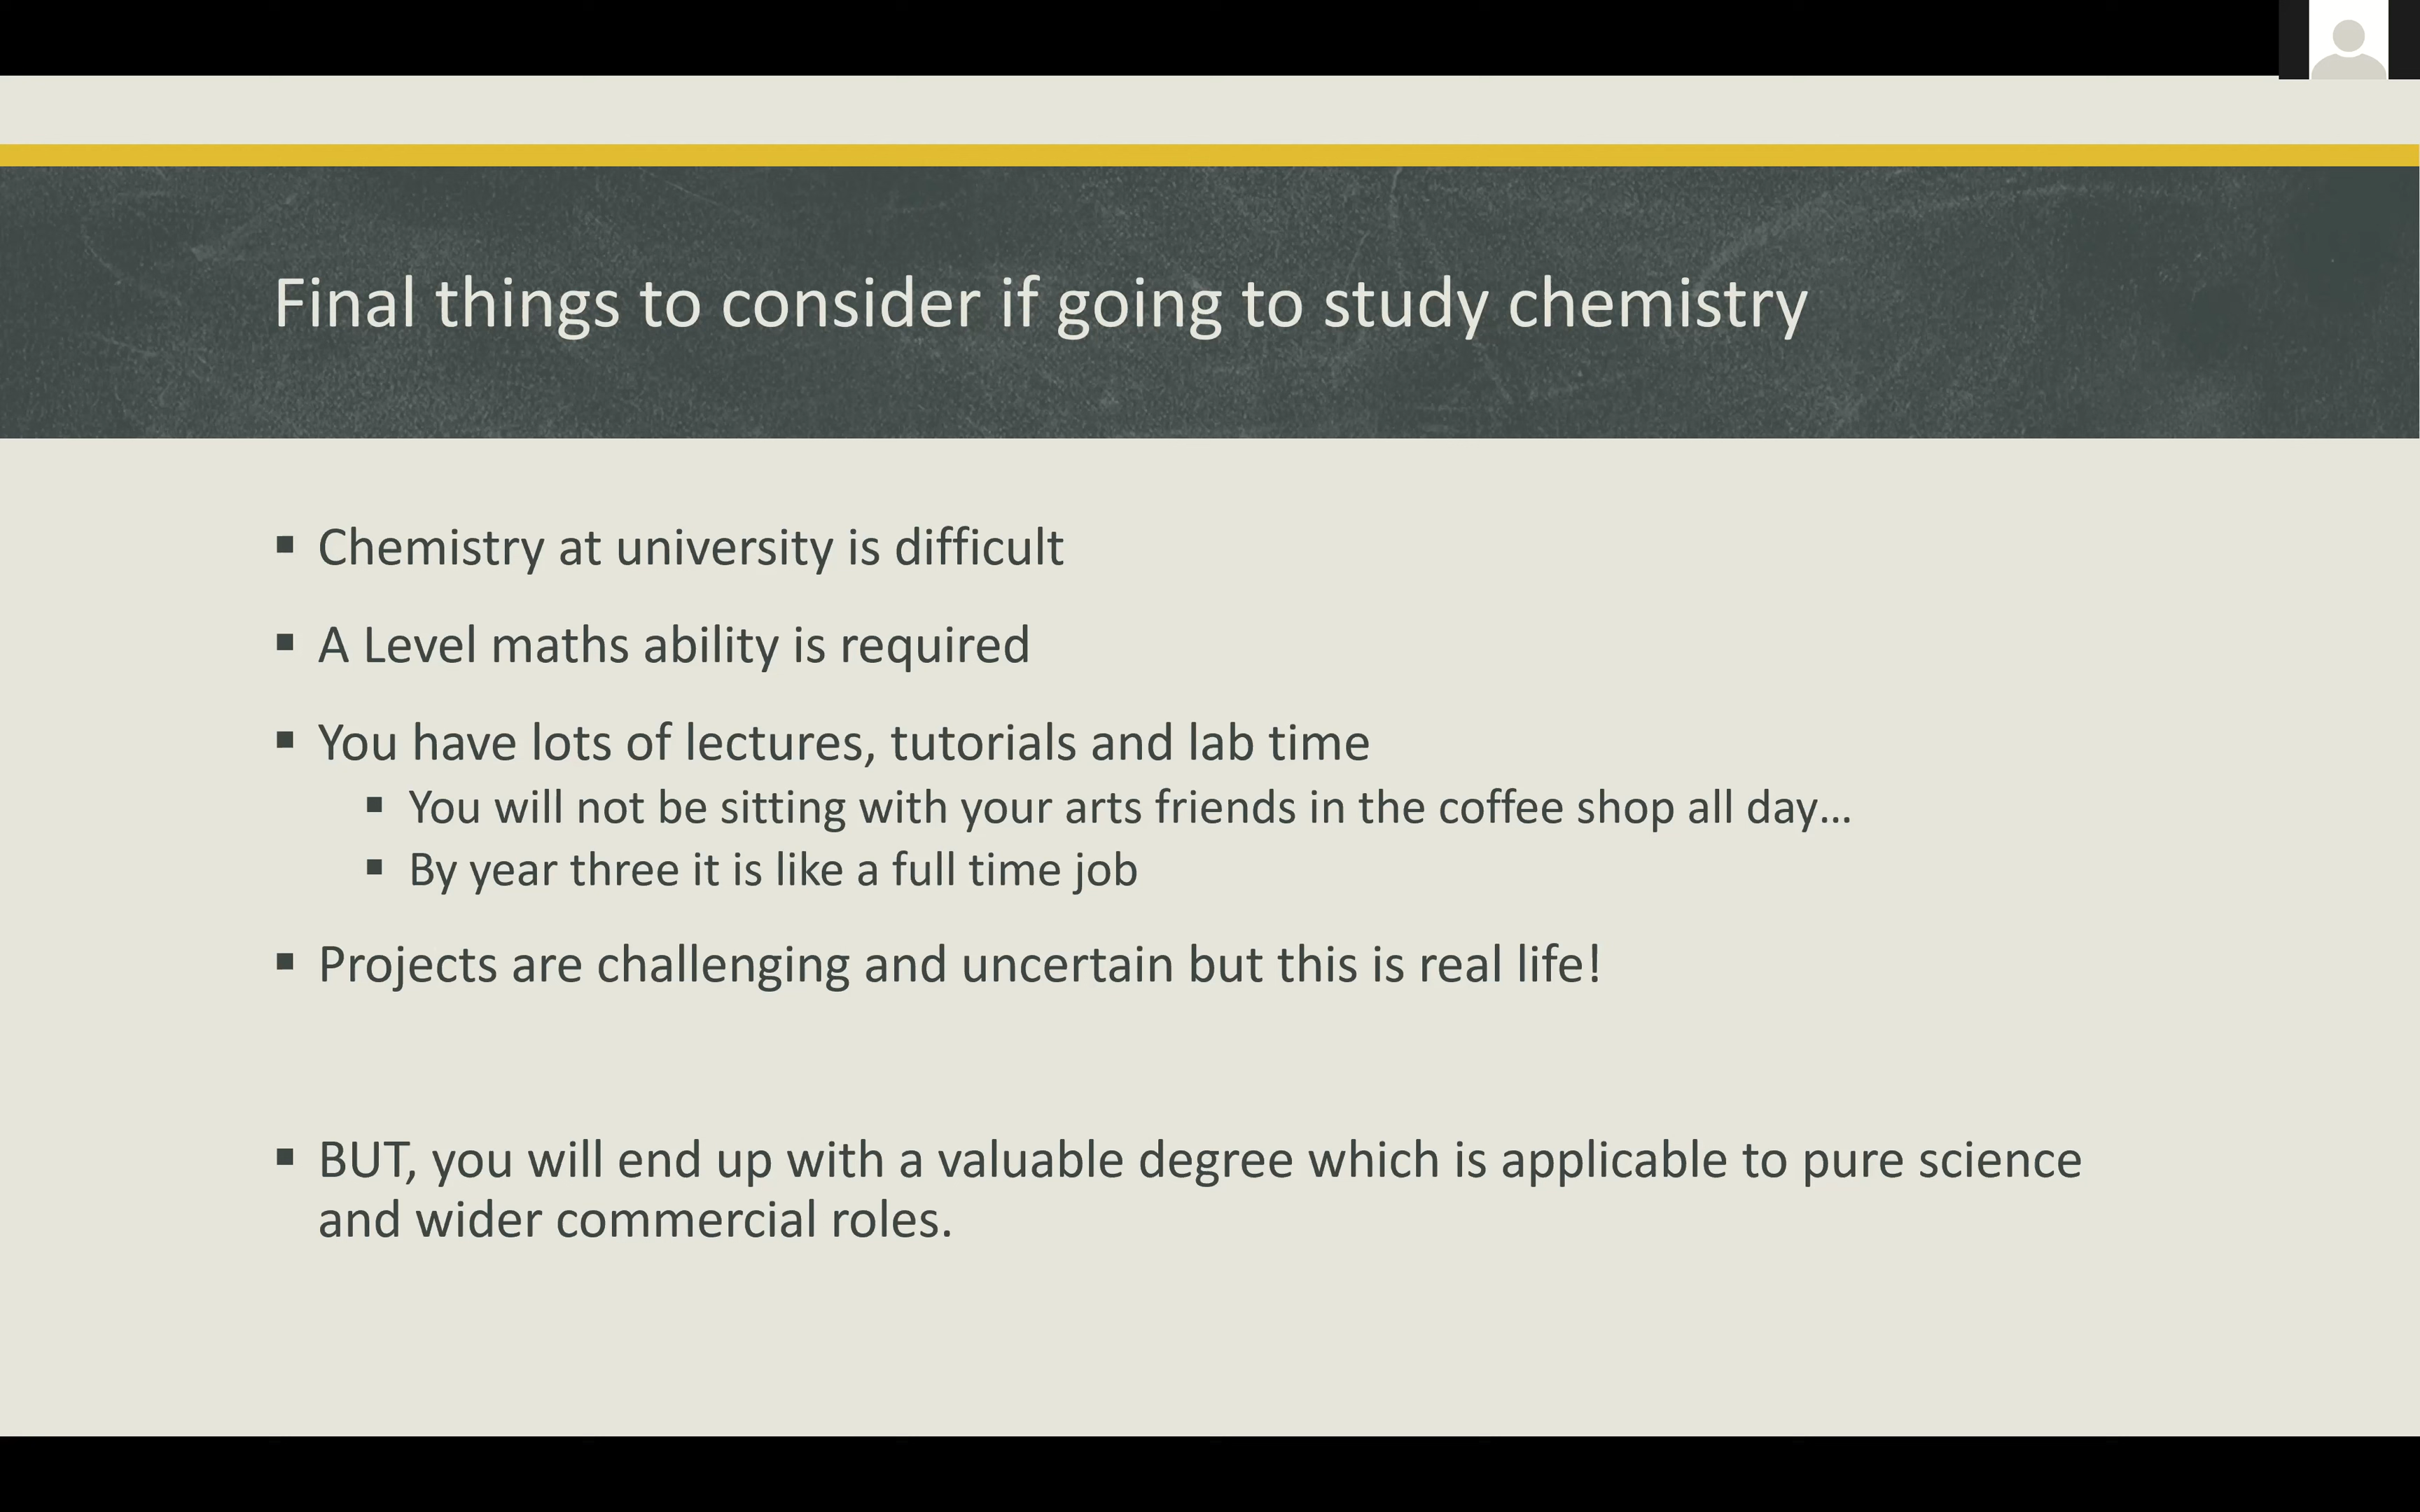 Final things to consider if going to study chemistry
▪ Chemistry at university is difficult
▪ A Level maths ability is required
▪ You have lots of lectures, tutorials and lab time
▪ You will not be sitting with your arts friends in the coffee shop all day…
▪ By year three it is like a full time job
▪ Projects are challenging and uncertain but this is real life!
▪ BUT, you will end up with a valuable degree which is applicable to pure science
and wider commercial roles.